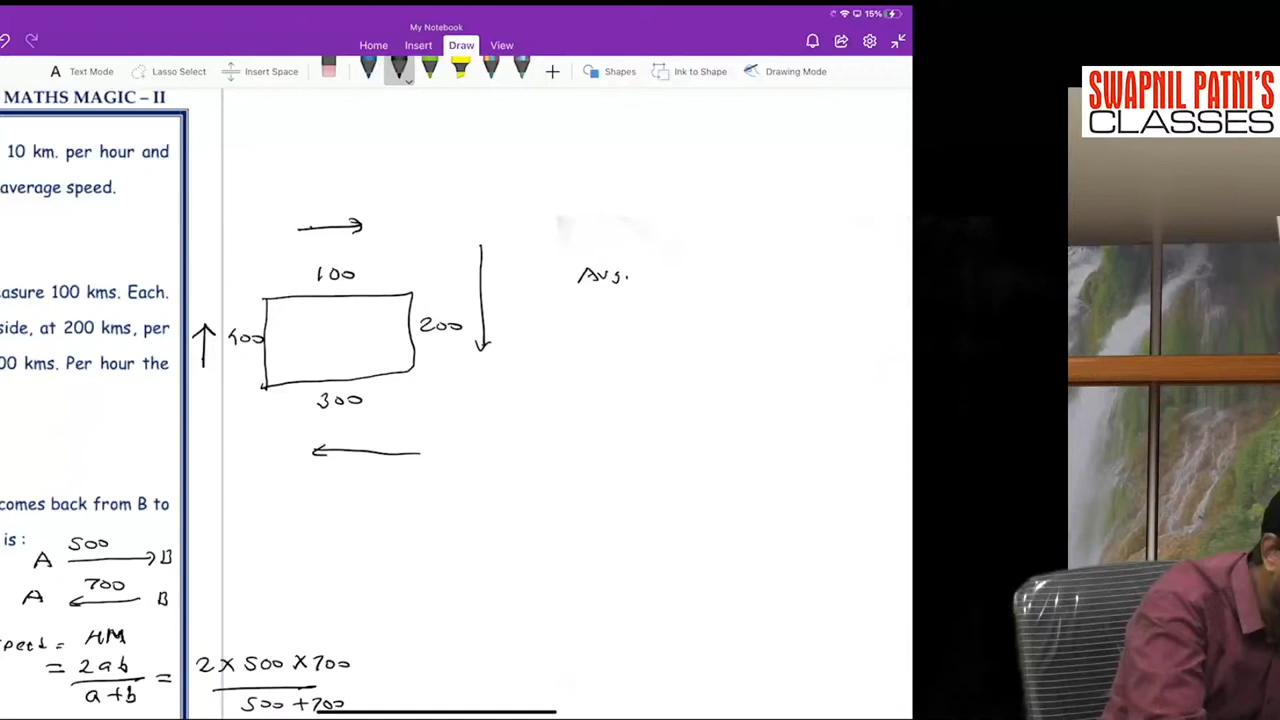 15%
My Notebook
Home Insert Draw View
Text Mode Lasso Select Insert Space Shapes Ink to Shape Drawing Mode
SWAPNIL PATNI'S
CLASSES
MATHS MAGIC – II
10 km. per hour and
average speed.
asure 100 kms. Each.
side, at 200 kms, per
00 kms. Per hour the
100
Avg.
400
200
300
comes back from B to
is :
A 500 B
A 700 B
peed = HM
= 2ab / a+b = 2 × 500 × 700 / 500 + 700